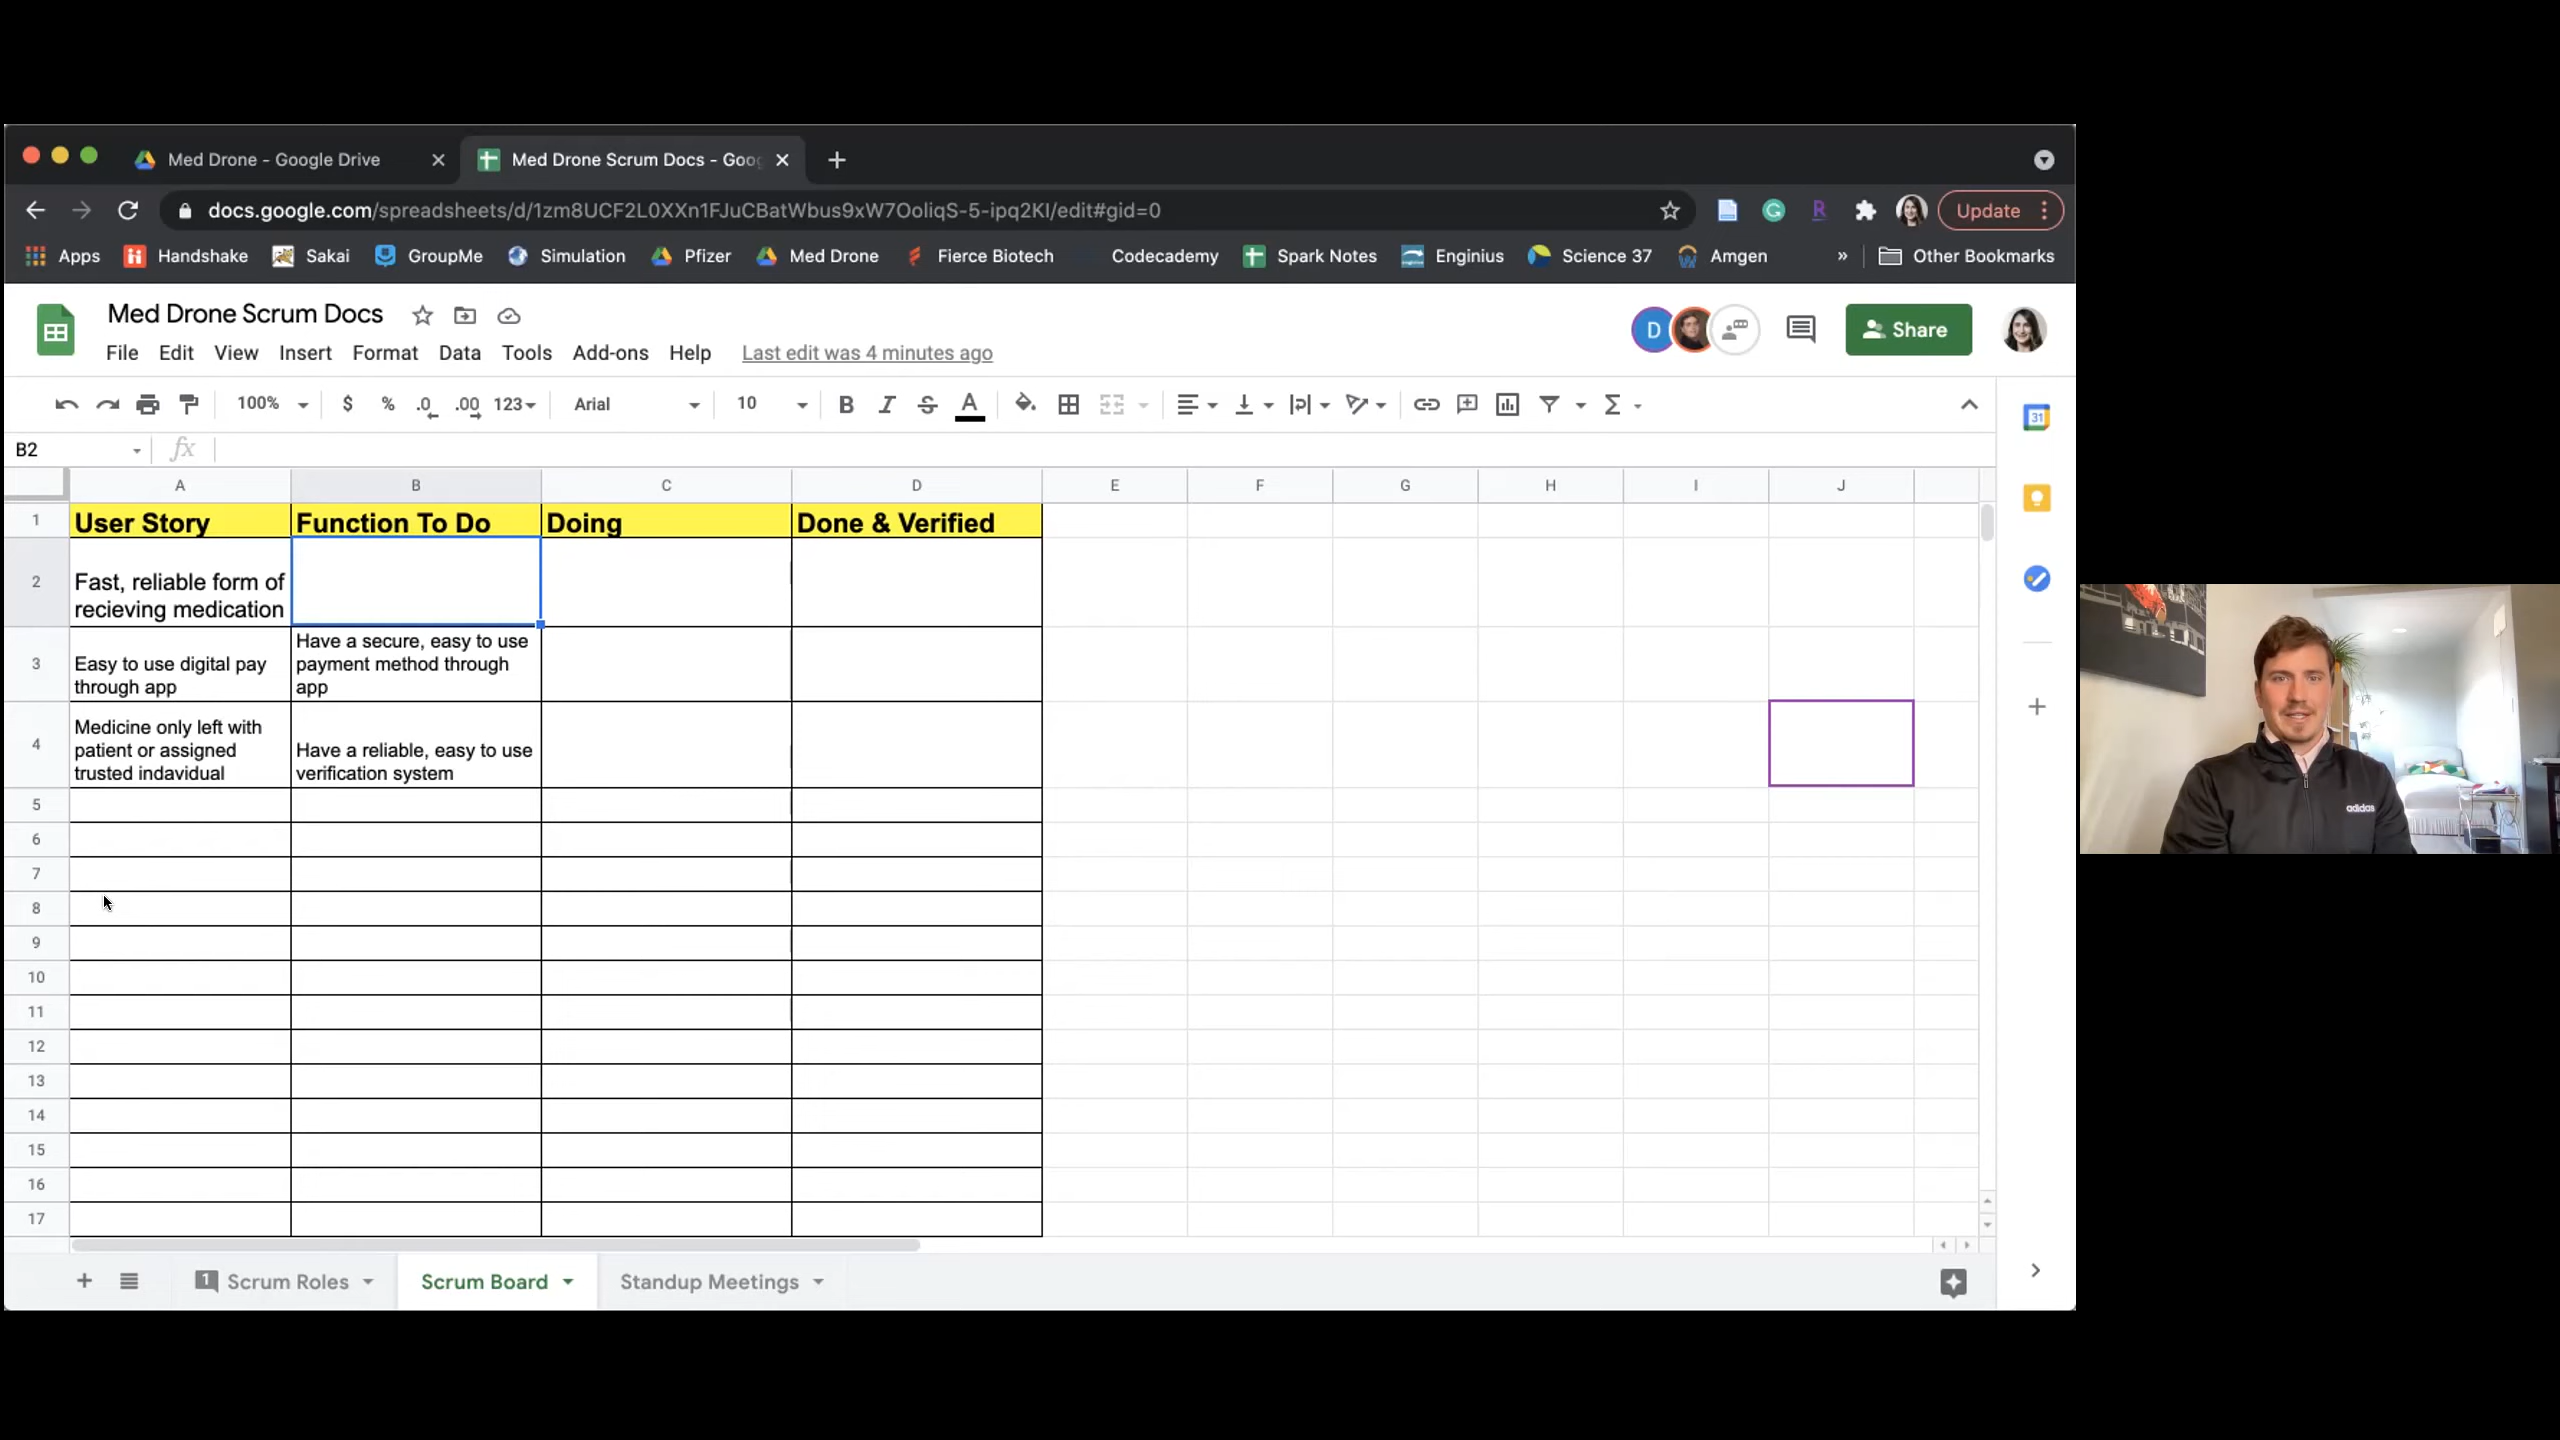 Med Drone - Google Drive
Med Drone Scrum Docs - Goo
docs.google.com/spreadsheets/d/1zm8UCF2L0XXn1FJuCBatWbus9xW7OoliqS-5-ipq2KI/edit#gid=0
Update
Apps Handshake Sakai GroupMe Simulation Pfizer Med Drone Fierce Biotech Codecademy Spark Notes Enginius Science 37 Amgen » Other Bookmarks
Med Drone Scrum Docs
D
Share
File Edit View Insert Format Data Tools Add-ons Help Last edit was 4 minutes ago
100% $ % .0 .00 123 Arial 10 B I S A Σ
31
B2 fx
A B C D E F G H I J
1 User Story Function To Do Doing Done & Verified
2 Fast, reliable form of
recieving medication
3 Easy to use digital pay
through app
Have a secure, easy to use
payment method through
app
4 Medicine only left with
patient or assigned
trusted indavidual
Have a reliable, easy to use
verification system
5
6
7
8
9
10
11
12
13
14
15
16
17
1 Scrum Roles Scrum Board Standup Meetings
adidas